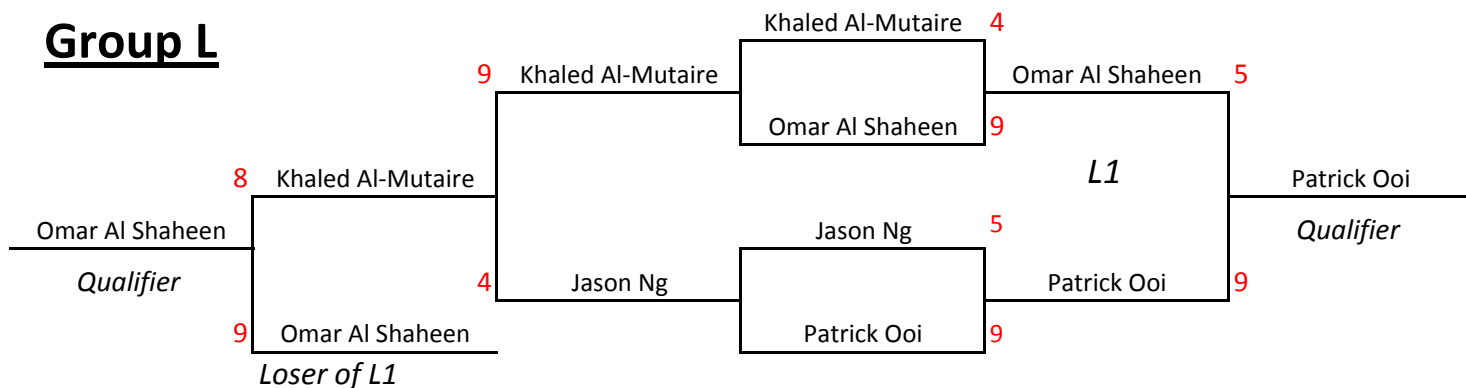 Group L
Khaled Al-Mutaire 4
9 Khaled Al-Mutaire Omar Al Shaheen 5
Omar Al Shaheen 9
8 Khaled Al-Mutaire L1 Patrick Ooi
Omar Al Shaheen Jason Ng 5 Qualifier
Qualifier 4 Jason Ng Patrick Ooi 9
9 Omar Al Shaheen Patrick Ooi 9
Loser of L1